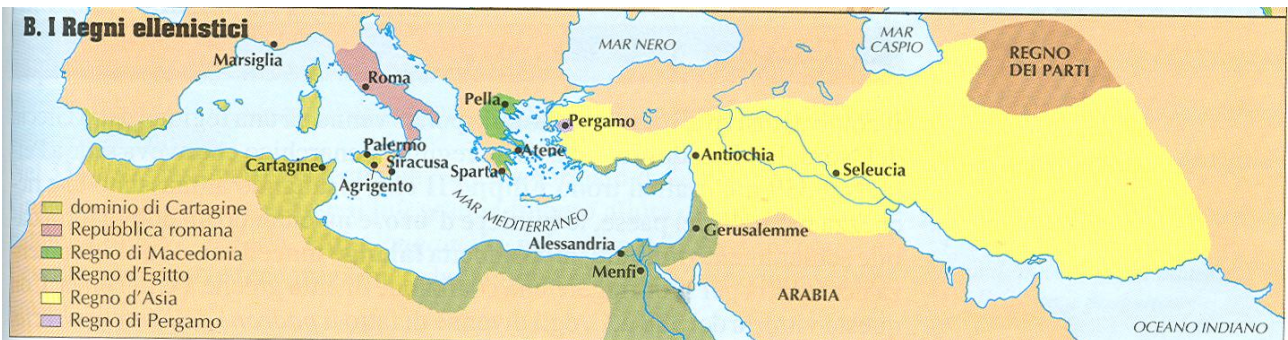 B. I Regni ellenistici
Marsiglia
Roma
MAR NERO
MAR
CASPIO
REGNO
DEI PARTI
Pella
Pergamo
Palermo
Siracusa
Cartagine
Agrigento
Atene
Sparta
Antiochia
Seleucia
MAR MEDITERRANEO
Gerusalemme
Alessandria
Menfi
ARABIA
OCEANO INDIANO
dominio di Cartagine
Repubblica romana
Regno di Macedonia
Regno d'Egitto
Regno d'Asia
Regno di Pergamo